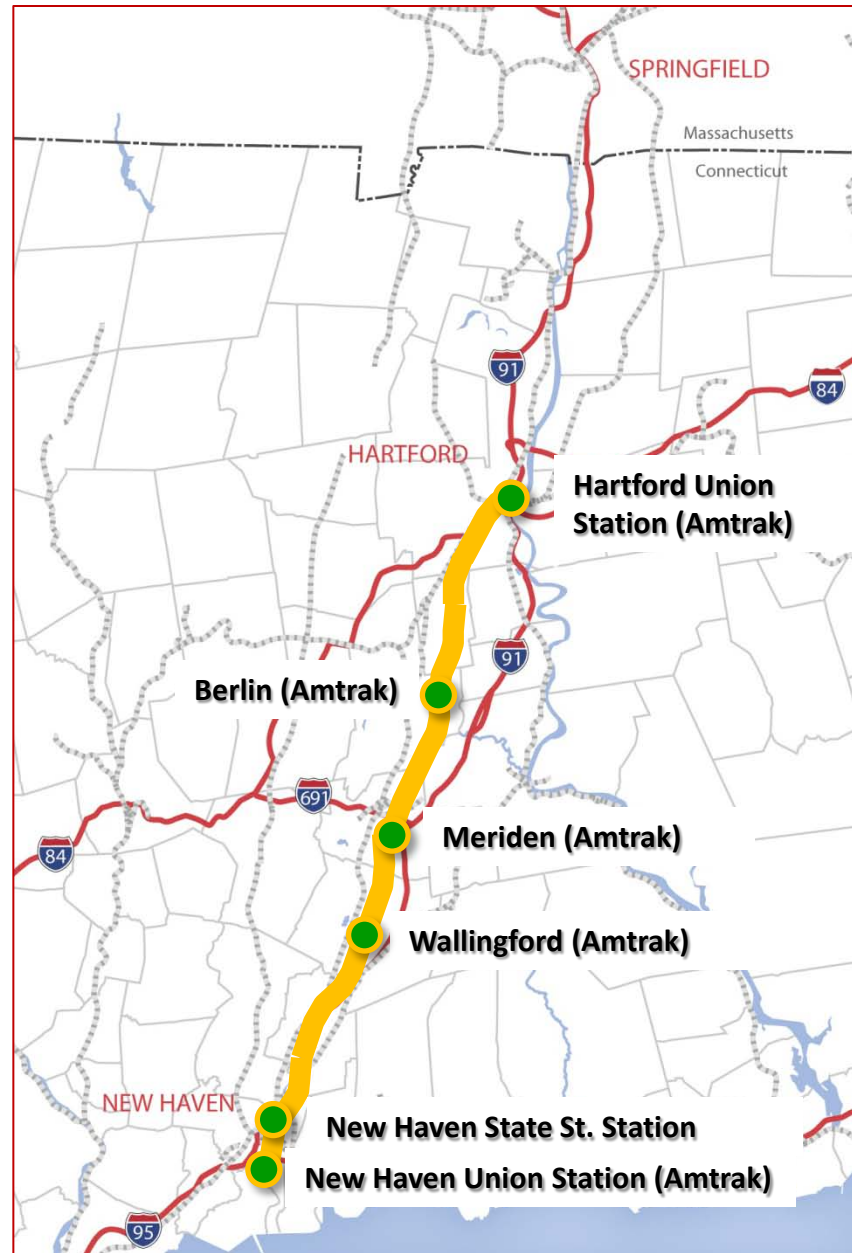 SPRINGFIELD
Massachusetts
Connecticut
91
84
HARTFORD
Hartford Union
Station (Amtrak)
91
Berlin (Amtrak)
691
84
Meriden (Amtrak)
Wallingford (Amtrak)
NEW HAVEN
New Haven State St. Station
New Haven Union Station (Amtrak)
95